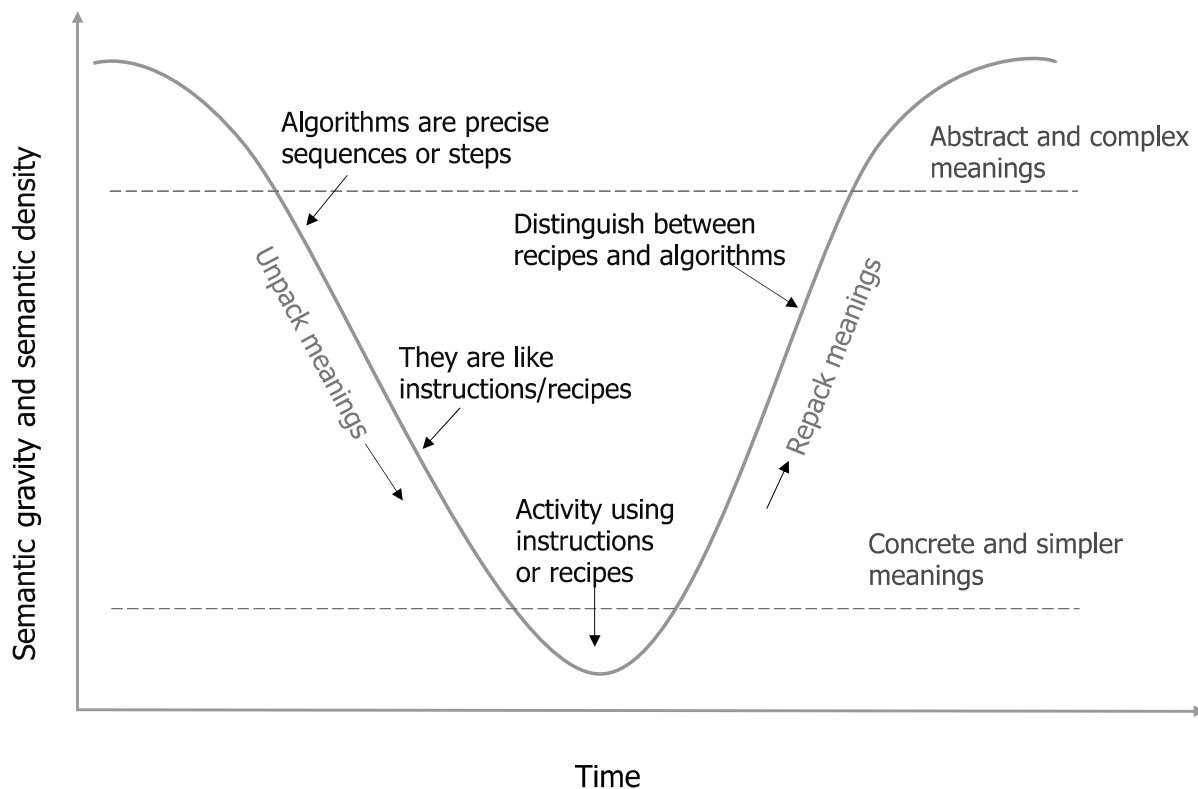 Algorithms are precise
sequences or steps
Abstract and complex
meanings
Distinguish between
recipes and algorithms
Unpack meanings
Repack meanings
They are like
instructions/recipes
Activity using
instructions
or recipes
Concrete and simpler
meanings
Semantic gravity and semantic density
Time